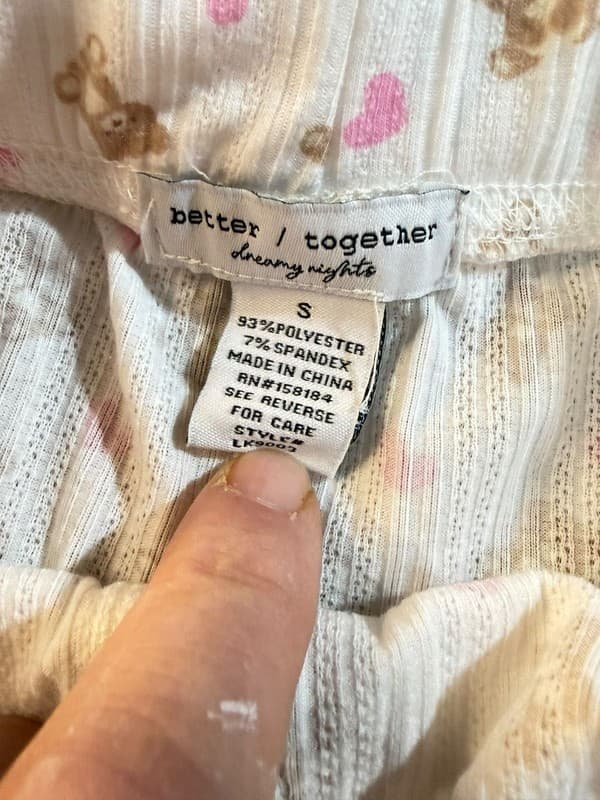 better / together
dreamy nights
S
93%POLYESTER
7% SPANDEX
MADE IN CHINA
RN#158184
SEE REVERSE
FOR CARE
STYLE#